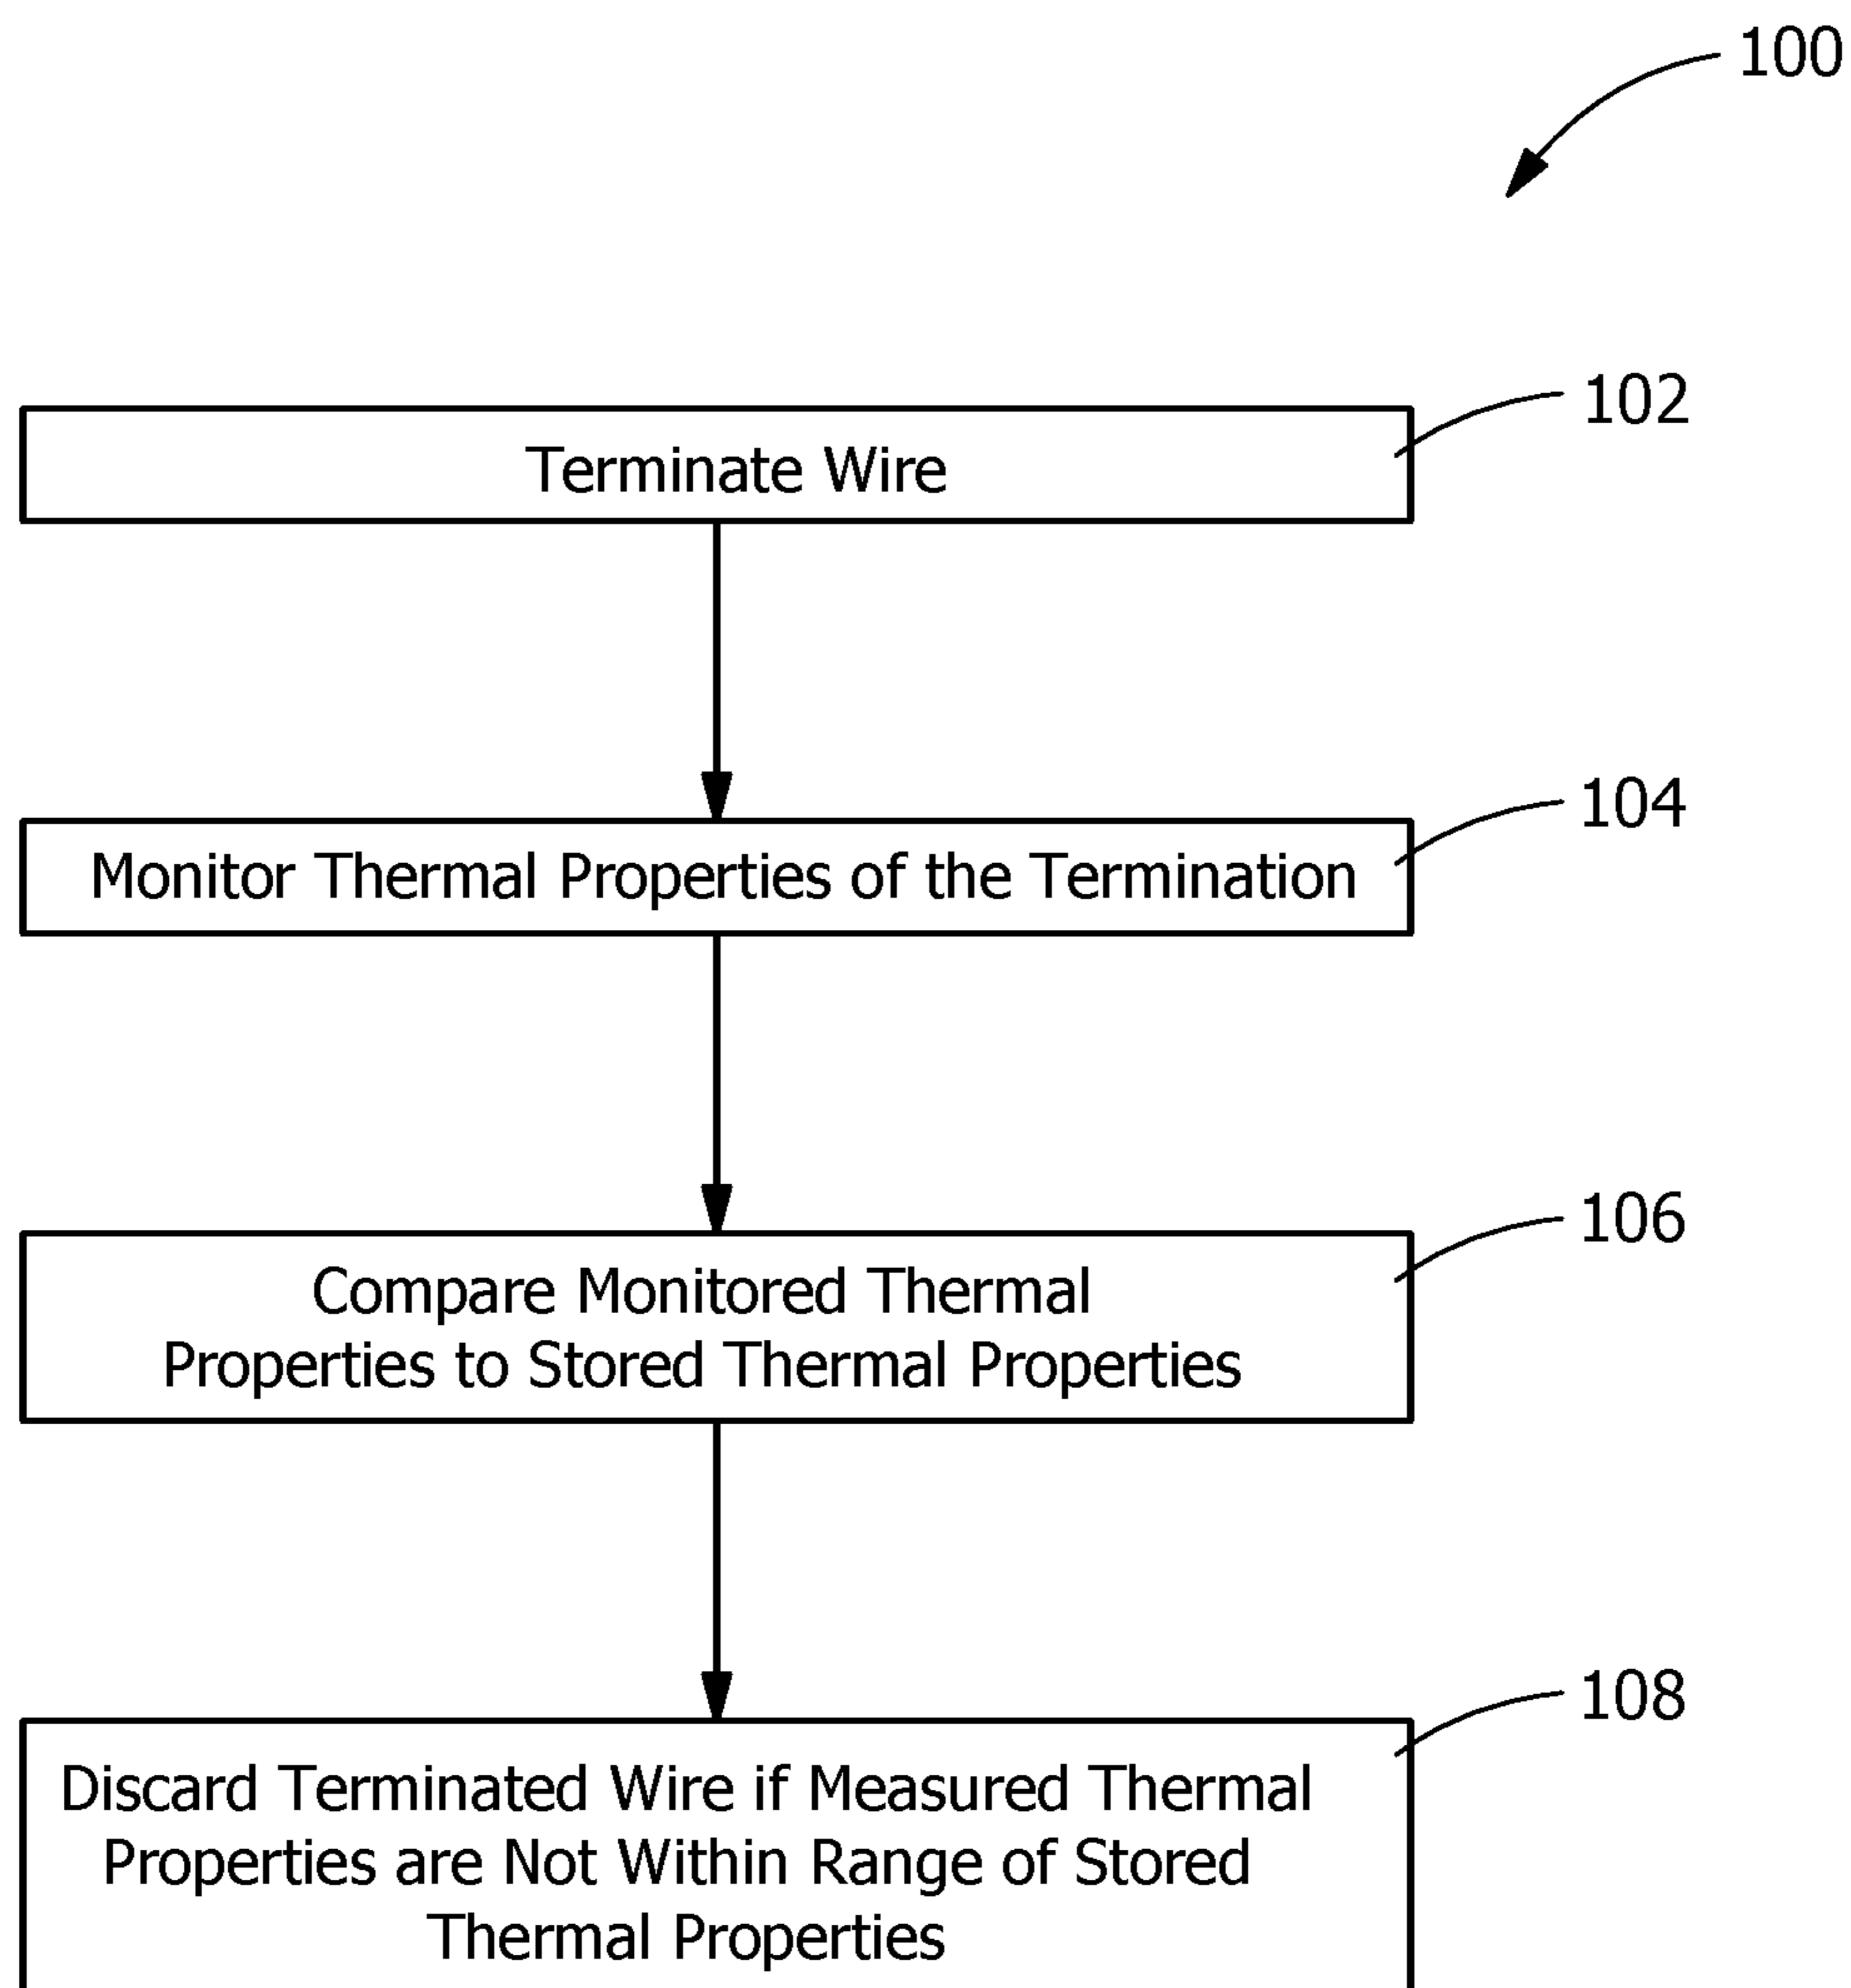 100
102
Terminate Wire
104
Monitor Thermal Properties of the Termination
106
Compare Monitored Thermal
Properties to Stored Thermal Properties
108
Discard Terminated Wire if Measured Thermal
Properties are Not Within Range of Stored
Thermal Properties